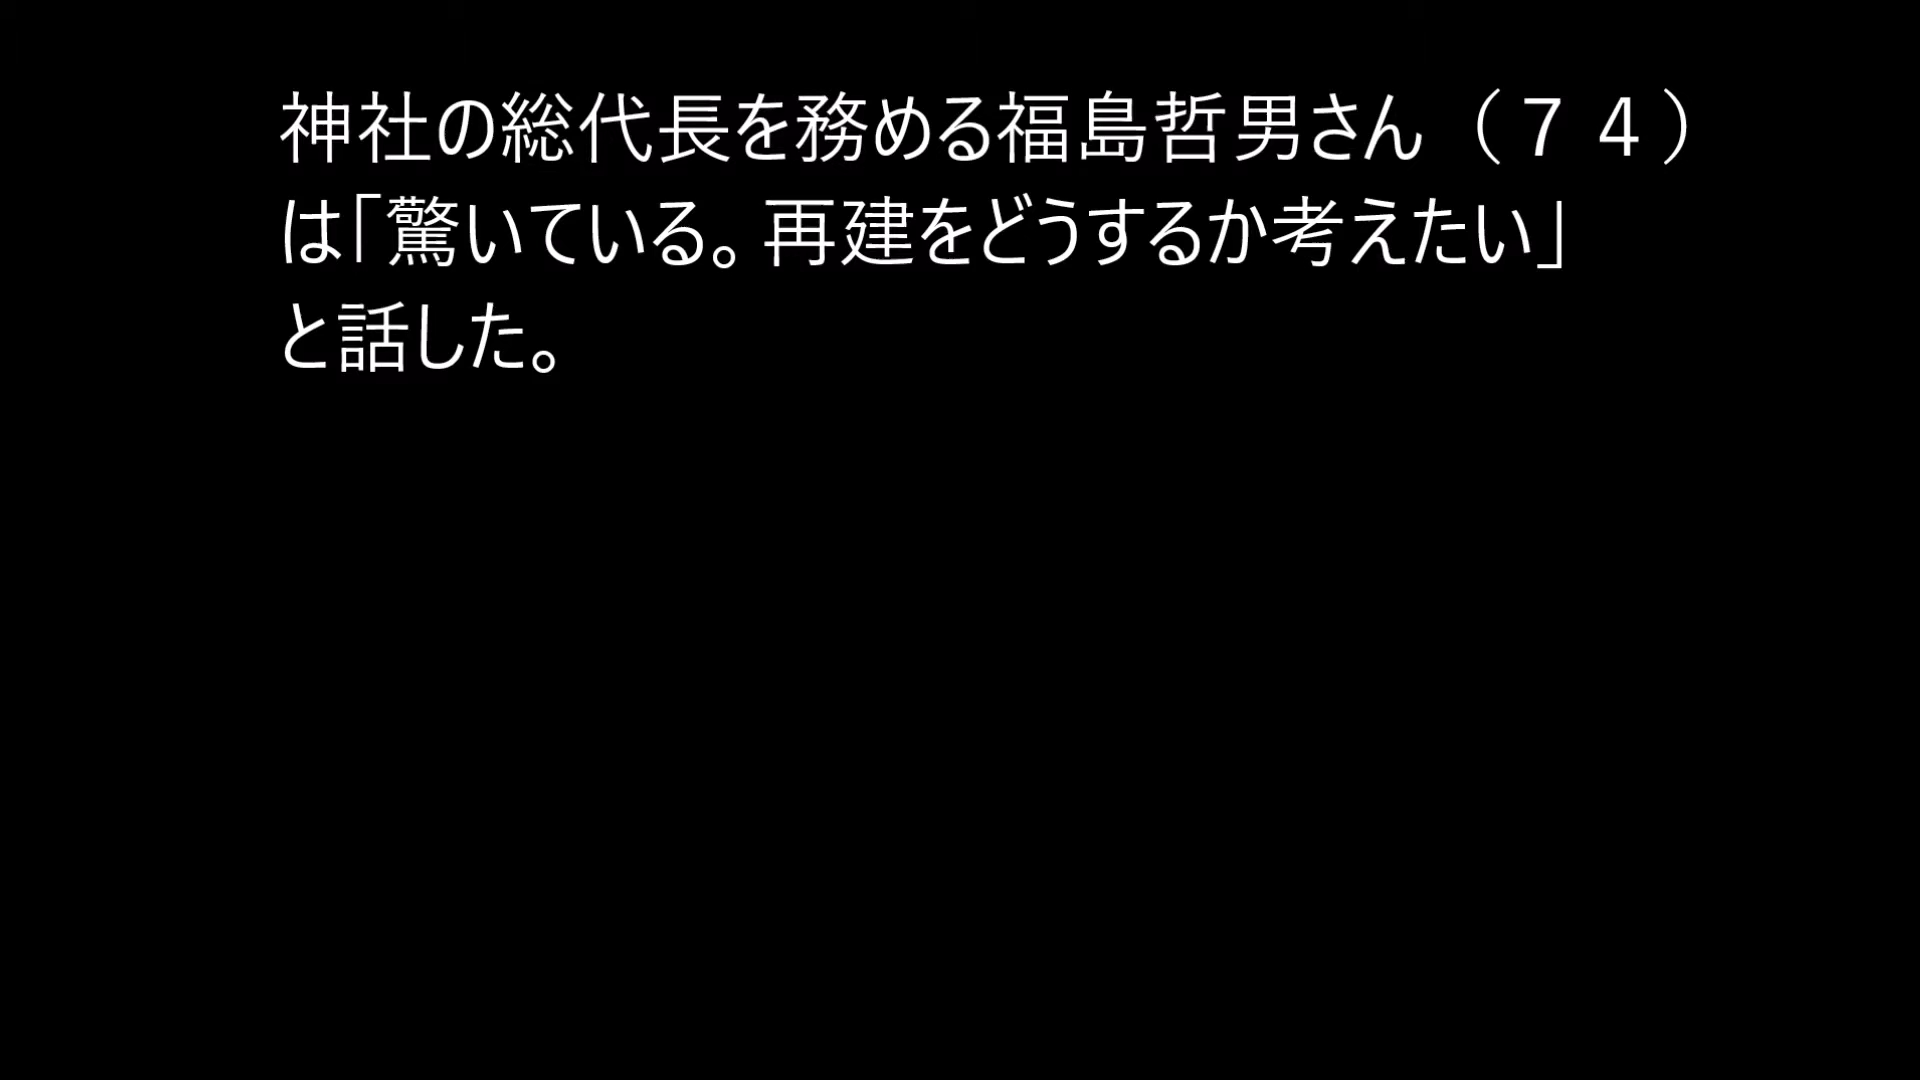 神社の総代長を務める福島哲男さん（７４）
は「驚いている。再建をどうするか考えたい」
と話した。